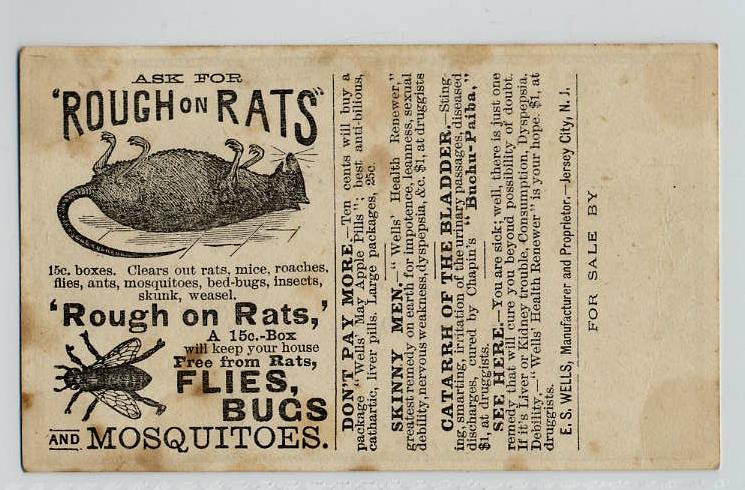 ASK FOR
"ROUGH ON RATS"
15c. boxes. Clears out rats, mice, roaches,
flies, ants, mosquitoes, bed-bugs, insects,
skunk, weasel.
'Rough on Rats,'
A 15c.-Box
will keep your house
Free from Rats,
FLIES,
BUGS
AND MOSQUITOES.
DON'T PAY MORE.—Ten cents will buy a
package "Wells' May Apple Pills"; best anti-bilious,
cathartic, liver pills. Large packages, 25c.
SKINNY MEN.—"Wells' Health Renewer,"
greatest remedy on earth for impotence, leanness, sexual
debility, nervous weakness, dyspepsia, &c. $1, at druggists
CATARRH OF THE BLADDER.—Sting-
ing, smarting, irritation of the urinary passages, diseased
discharges, cured by Chapin's "Buchu-Paiba,"
$1, at druggists.
SEE HERE.—You are sick; well, there is just one
remedy that will cure you beyond possibility of doubt.
If it's Liver or Kidney trouble, Consumption, Dyspepsia,
Debility,—"Wells' Health Renewer" is your hope. $1, at
druggists.
E. S. WELLS, Manufacturer and Proprietor.—Jersey City, N. J.
FOR SALE BY